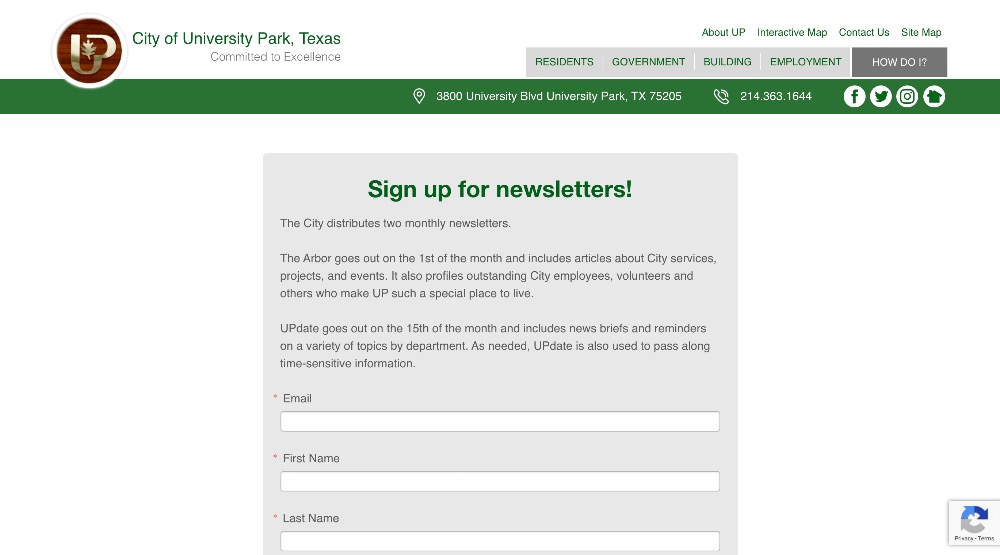 UP
City of University Park, Texas
Committed to Excellence
About UP Interactive Map Contact Us Site Map
RESIDENTS GOVERNMENT BUILDING EMPLOYMENT HOW DO I?
3800 University Blvd University Park, TX 75205 214.363.1644
Sign up for newsletters!
The City distributes two monthly newsletters.
The Arbor goes out on the 1st of the month and includes articles about City services,
projects, and events. It also profiles outstanding City employees, volunteers and
others who make UP such a special place to live.
UPdate goes out on the 15th of the month and includes news briefs and reminders
on a variety of topics by department. As needed, UPdate is also used to pass along
time-sensitive information.
* Email
* First Name
* Last Name
Privacy - Terms